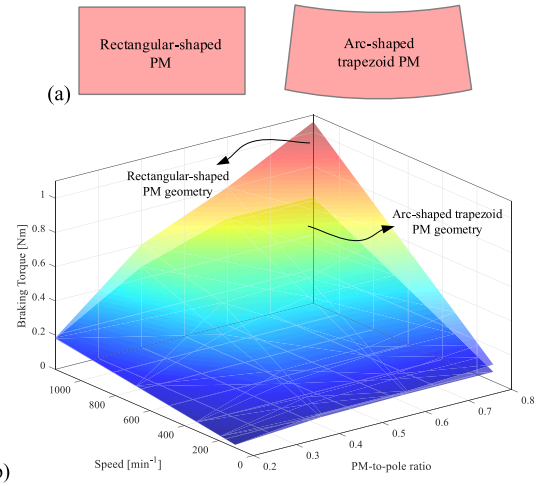 Rectangular-shaped
PM
Arc-shaped
trapezoid PM
(a)
Rectangular-shaped
PM geometry
Arc-shaped trapezoid
PM geometry
Braking Torque [Nm]
1
0.8
0.6
0.4
0.2
0
1000
800
600
400
200
0
Speed [min⁻¹]
0.2
0.3
0.4
0.5
0.6
0.7
0.8
PM-to-pole ratio
b)